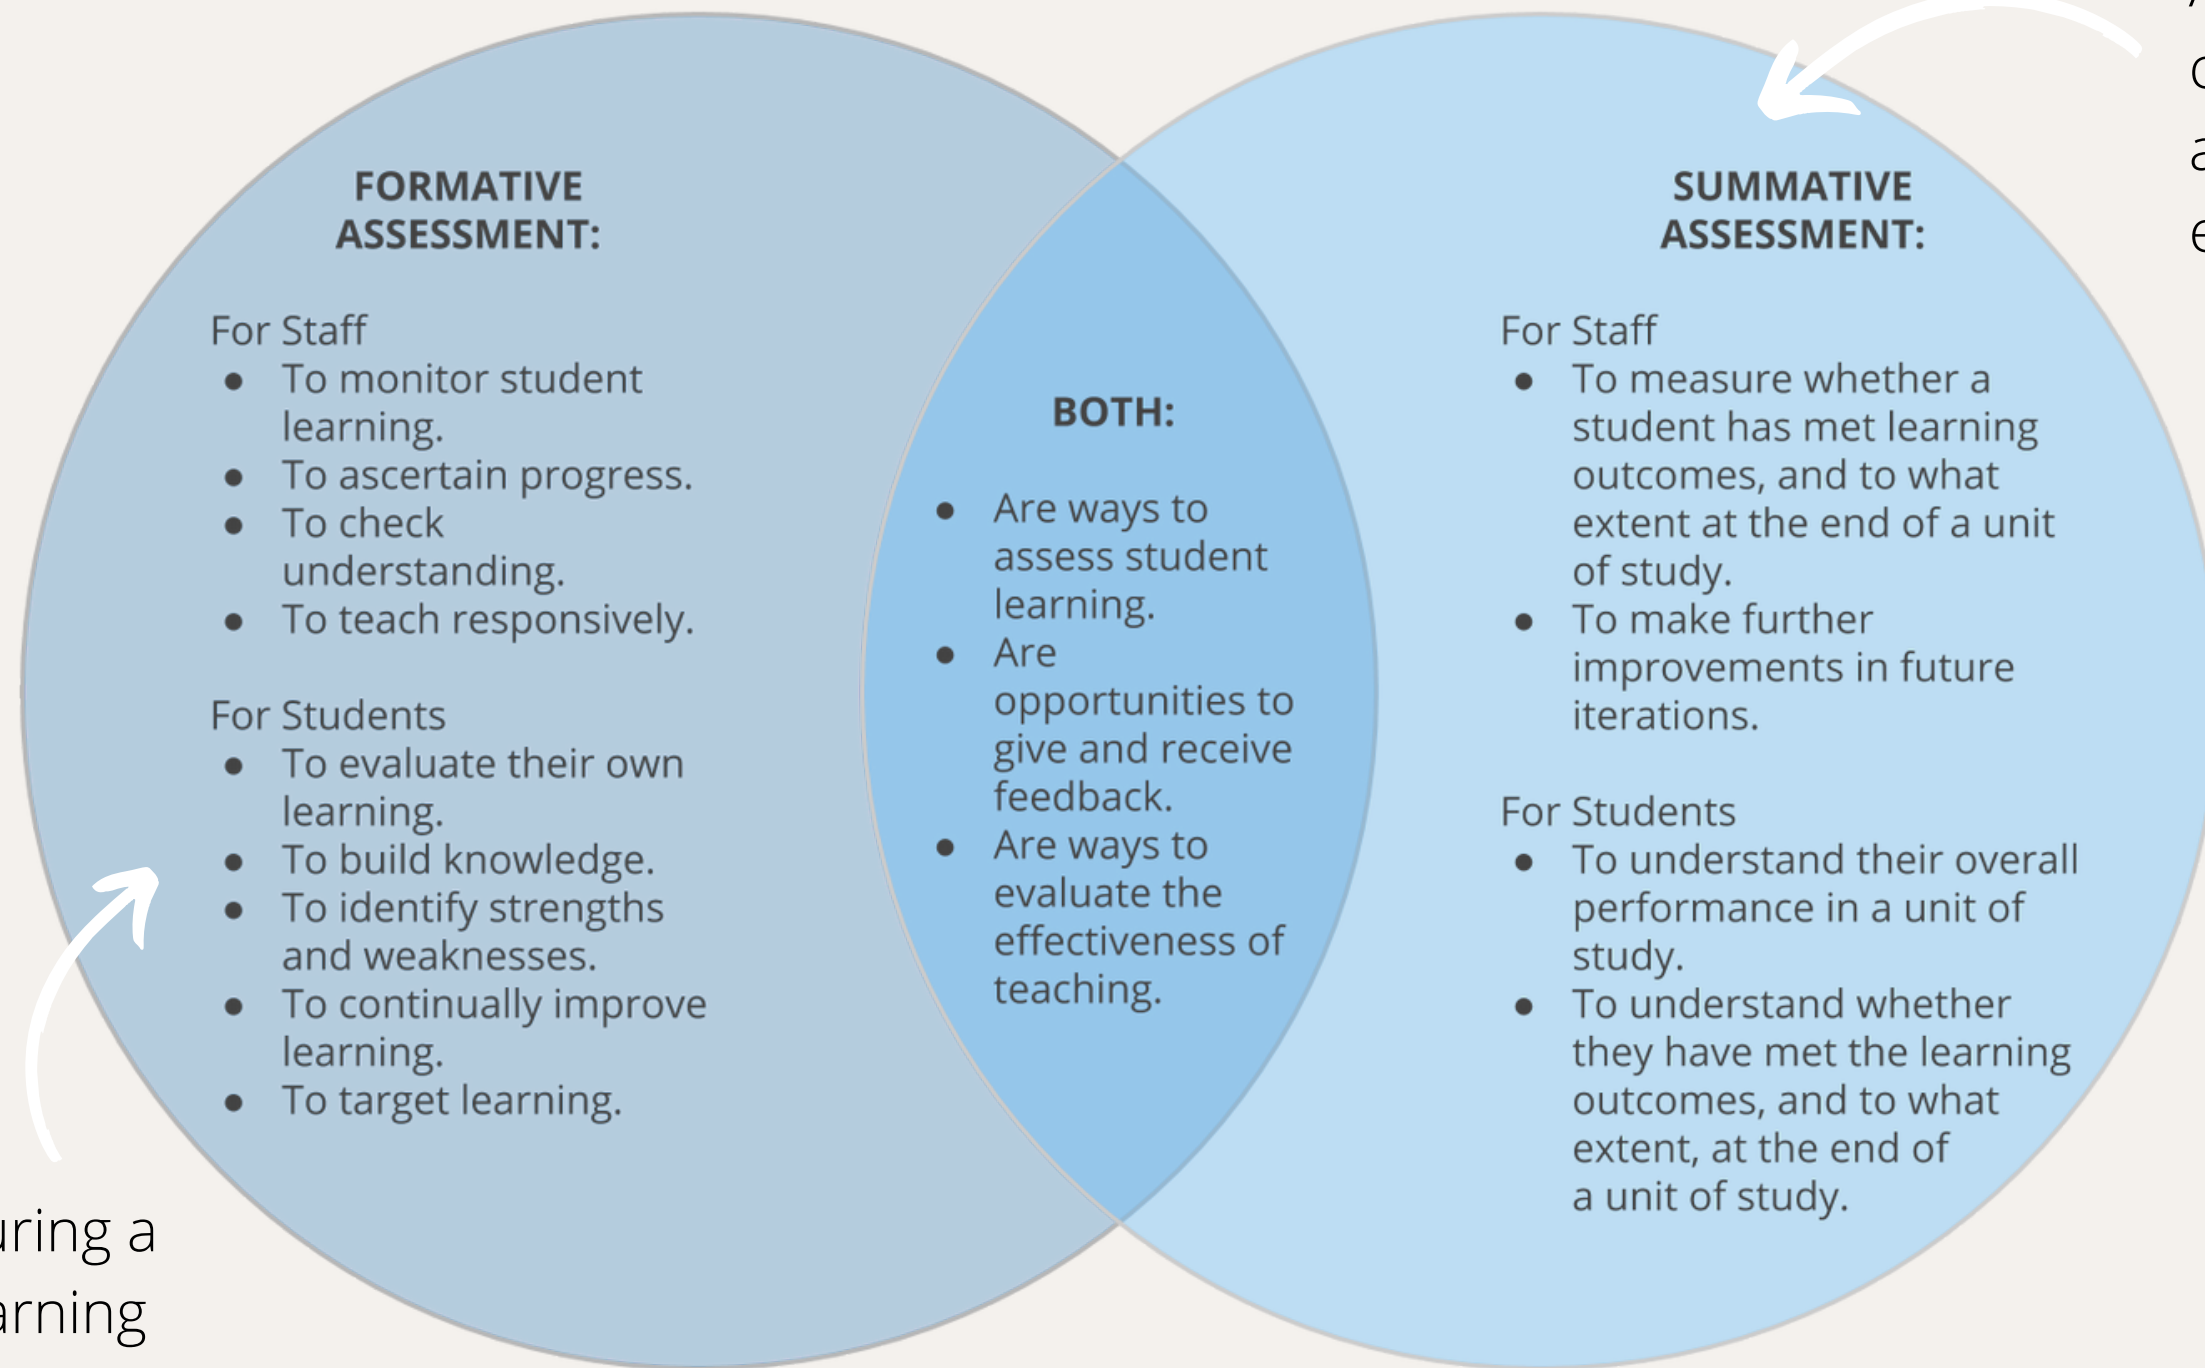 FORMATIVE
ASSESSMENT:
For Staff
● To monitor student
learning.
● To ascertain progress.
● To check
understanding.
● To teach responsively.
For Students
● To evaluate their own
learning.
● To build knowledge.
● To identify strengths
and weaknesses.
● To continually improve
learning.
● To target learning.
BOTH:
● Are ways to
assess student
learning.
● Are
opportunities to
give and receive
feedback.
● Are ways to
evaluate the
effectiveness of
teaching.
SUMMATIVE
ASSESSMENT:
For Staff
● To measure whether a
student has met learning
outcomes, and to what
extent at the end of a unit
of study.
● To make further
improvements in future
iterations.
For Students
● To understand their overall
performance in a unit of
study.
● To understand whether
they have met the learning
outcomes, and to what
extent, at the end of
a unit of study.
uring a
arning